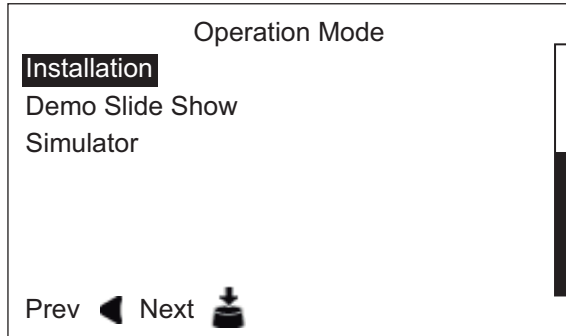 Operation Mode
Installation
Demo Slide Show
Simulator
Prev Next